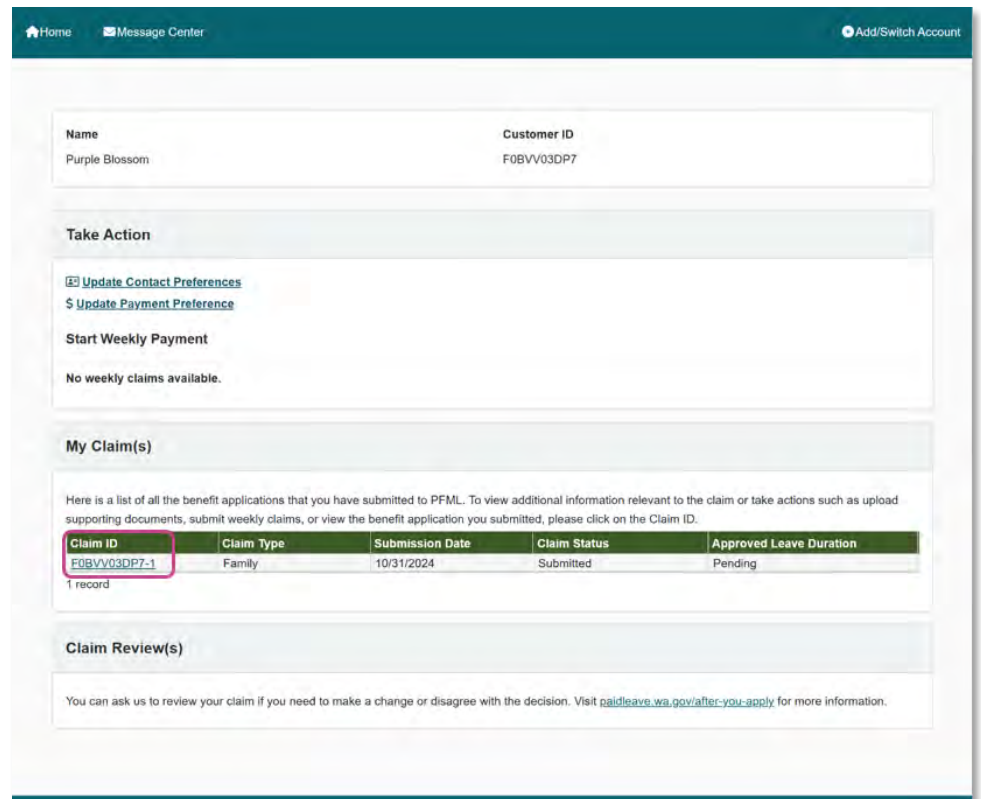 Home Message Center Add/Switch Account
Name Customer ID
Purple Blossom F0BVV03DP7
Take Action
Update Contact Preferences
$ Update Payment Preference
Start Weekly Payment
No weekly claims available.
My Claim(s)
Here is a list of all the benefit applications that you have submitted to PFML. To view additional information relevant to the claim or take actions such as upload
supporting documents, submit weekly claims, or view the benefit application you submitted, please click on the Claim ID.
Claim ID Claim Type Submission Date Claim Status Approved Leave Duration
F0BVV03DP7-1 Family 10/31/2024 Submitted Pending
1 record
Claim Review(s)
You can ask us to review your claim if you need to make a change or disagree with the decision. Visit paidleave.wa.gov/after-you-apply for more information.